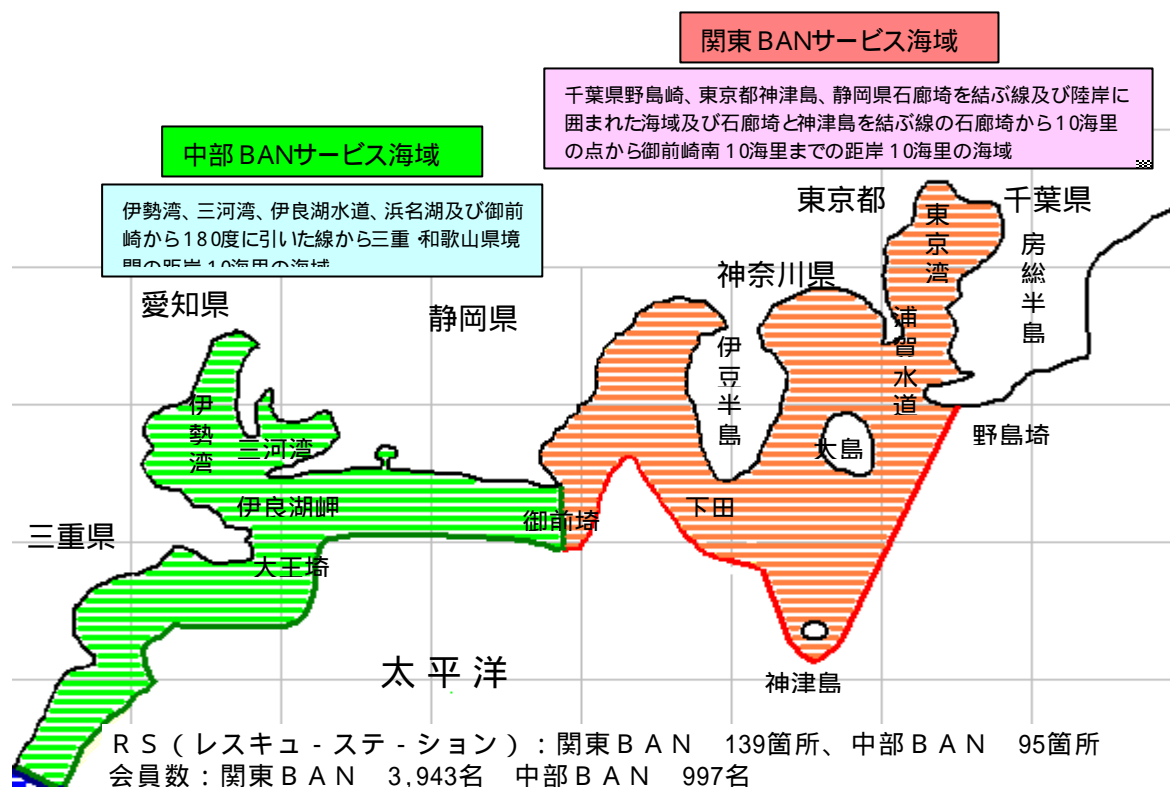 関東BANサービス海域
千葉県野島崎、東京都神津島、静岡県石廊埼を結ぶ線及び陸岸に
囲まれた海域及び石廊埼と神津島を結ぶ線の石廊埼から10海里
の点から御前崎南10海里までの距岸10海里の海域
中部BANサービス海域
伊勢湾、三河湾、伊良湖水道、浜名湖及び御前
崎から180度に引いた線から三重・和歌山県境
間の距岸10海里の海域
東京都
千葉県
東京湾
房総半島
神奈川県
愛知県
静岡県
浦賀水道
伊豆半島
伊勢湾
三河湾
大島
野島埼
伊良湖岬
御前埼
下田
三重県
大王埼
太平洋
神津島
RS(レスキュ-ステ-ション):関東BAN 139箇所、中部BAN 95箇所
会員数:関東BAN 3,943名 中部BAN 997名